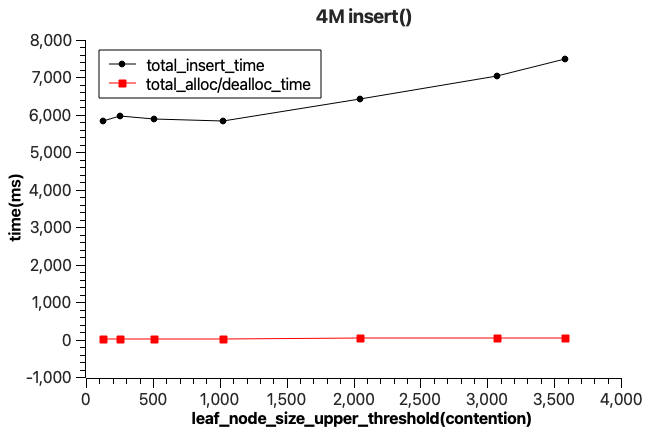 4M insert()
8,000
7,000
6,000
5,000
4,000
3,000
2,000
1,000
0
-1,000
time(ms)
total_insert_time
total_alloc/dealloc_time
0 500 1,000 1,500 2,000 2,500 3,000 3,500 4,000
leaf_node_size_upper_threshold(contention)